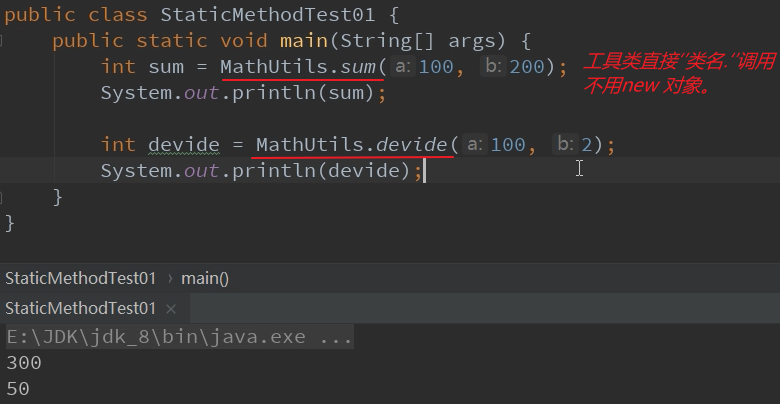 public class StaticMethodTest01 {
public static void main(String[] args) {
int sum = MathUtils.sum( a: 100, b: 200);
工具类直接“类名.”调用
System.out.println(sum);
不用new 对象。
int devide = MathUtils.devide( a: 100, b: 2);
System.out.println(devide);
}
}
StaticMethodTest01 › main()
StaticMethodTest01 ×
E:\JDK\jdk_8\bin\java.exe ...
300
50